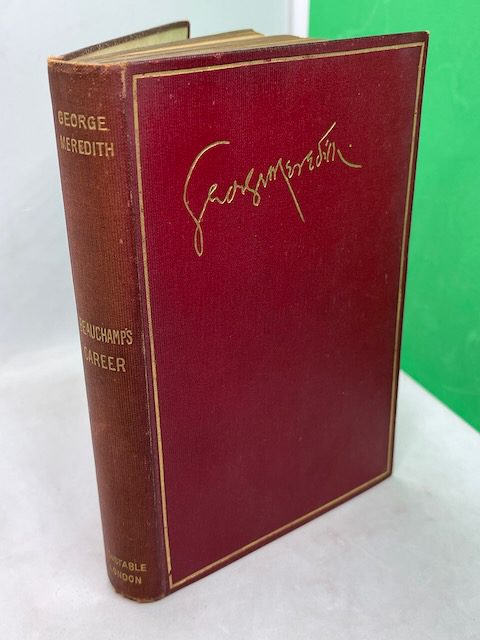 GEORGE
MEREDITH
BEAUCHAMP'S
CAREER
CONSTABLE
LONDON
George Meredith.